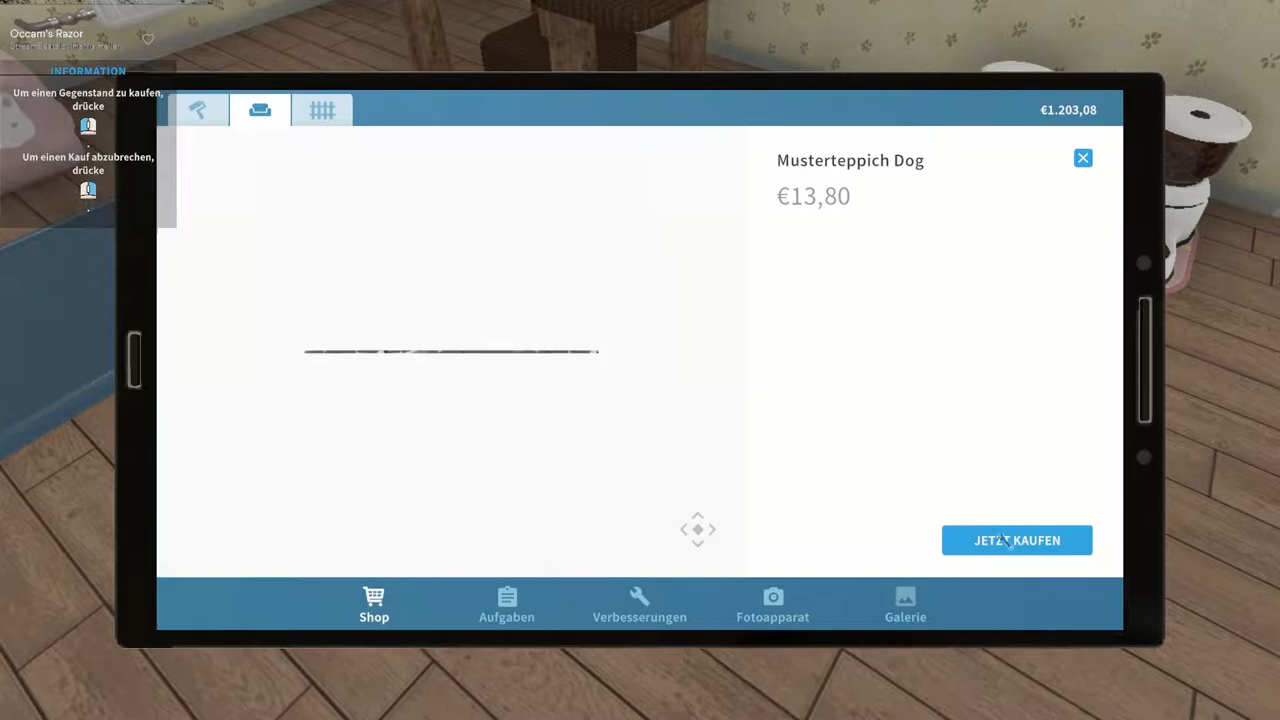 Occam's Razor
INFORMATION
Um einen Gegenstand zu kaufen,
drücke
.
Um einen Kauf abzubrechen,
drücke
.
€1.203,08
Musterteppich Dog
€13,80
JETZT KAUFEN
Shop
Aufgaben
Verbesserungen
Fotoapparat
Galerie